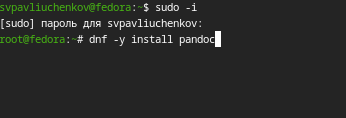 svpavliuchenkov@fedora:~$ sudo -i
[sudo] пароль для svpavliuchenkov:
root@fedora:~# dnf -y install pandoc